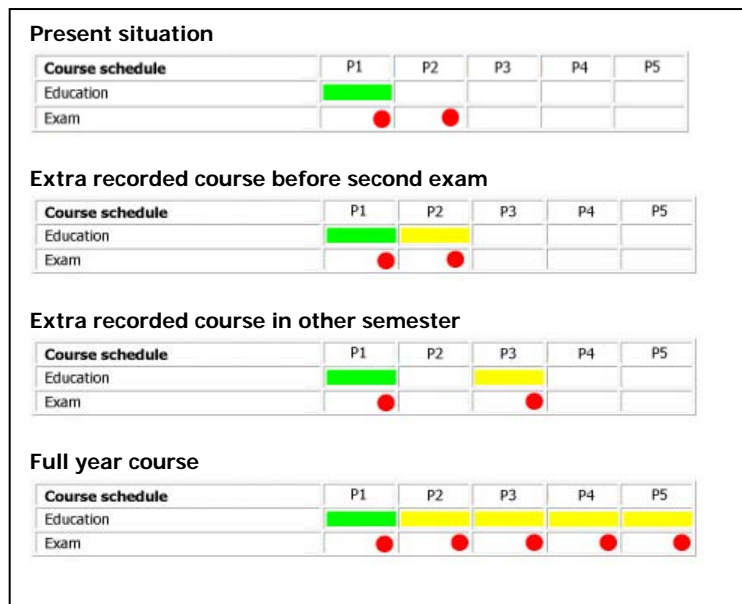 Present situation
Course schedule P1 P2 P3 P4 P5
Education
Exam
Extra recorded course before second exam
Course schedule P1 P2 P3 P4 P5
Education
Exam
Extra recorded course in other semester
Course schedule P1 P2 P3 P4 P5
Education
Exam
Full year course
Course schedule P1 P2 P3 P4 P5
Education
Exam